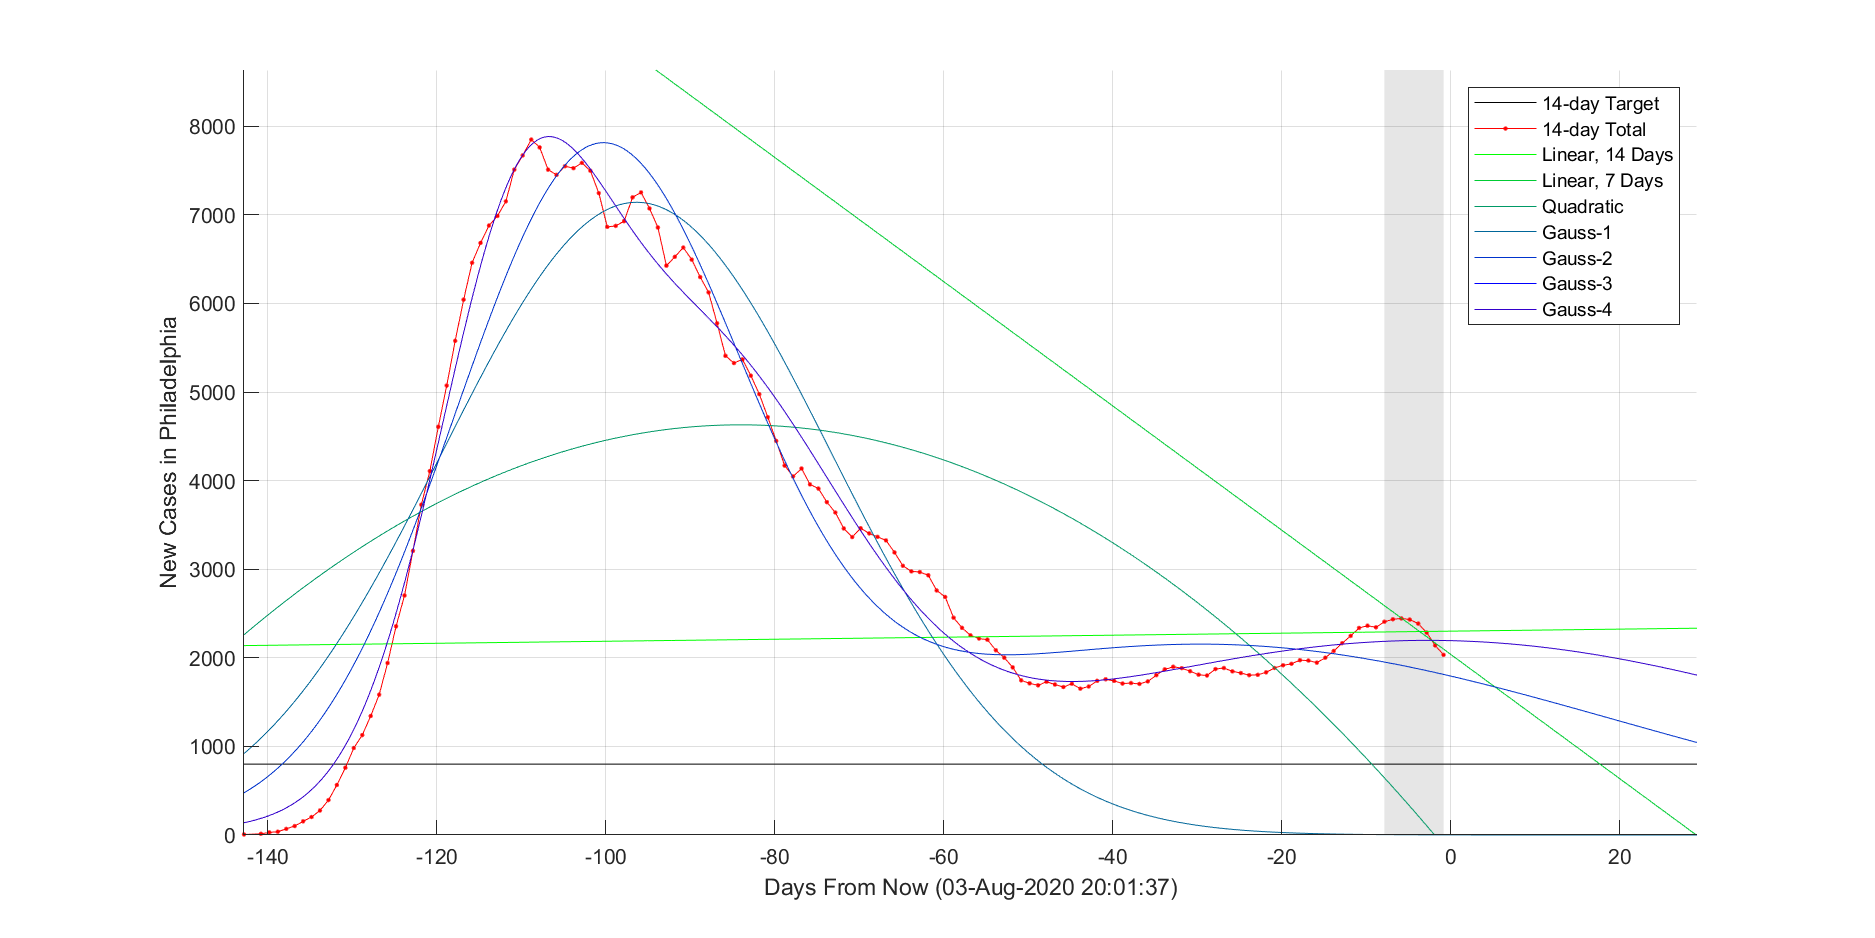 8000
7000
6000
5000
4000
3000
2000
1000
0
New Cases in Philadelphia
-140 -120 -100 -80 -60 -40 -20 0 20
Days From Now (03-Aug-2020 20:01:37)
14-day Target
14-day Total
Linear, 14 Days
Linear, 7 Days
Quadratic
Gauss-1
Gauss-2
Gauss-3
Gauss-4